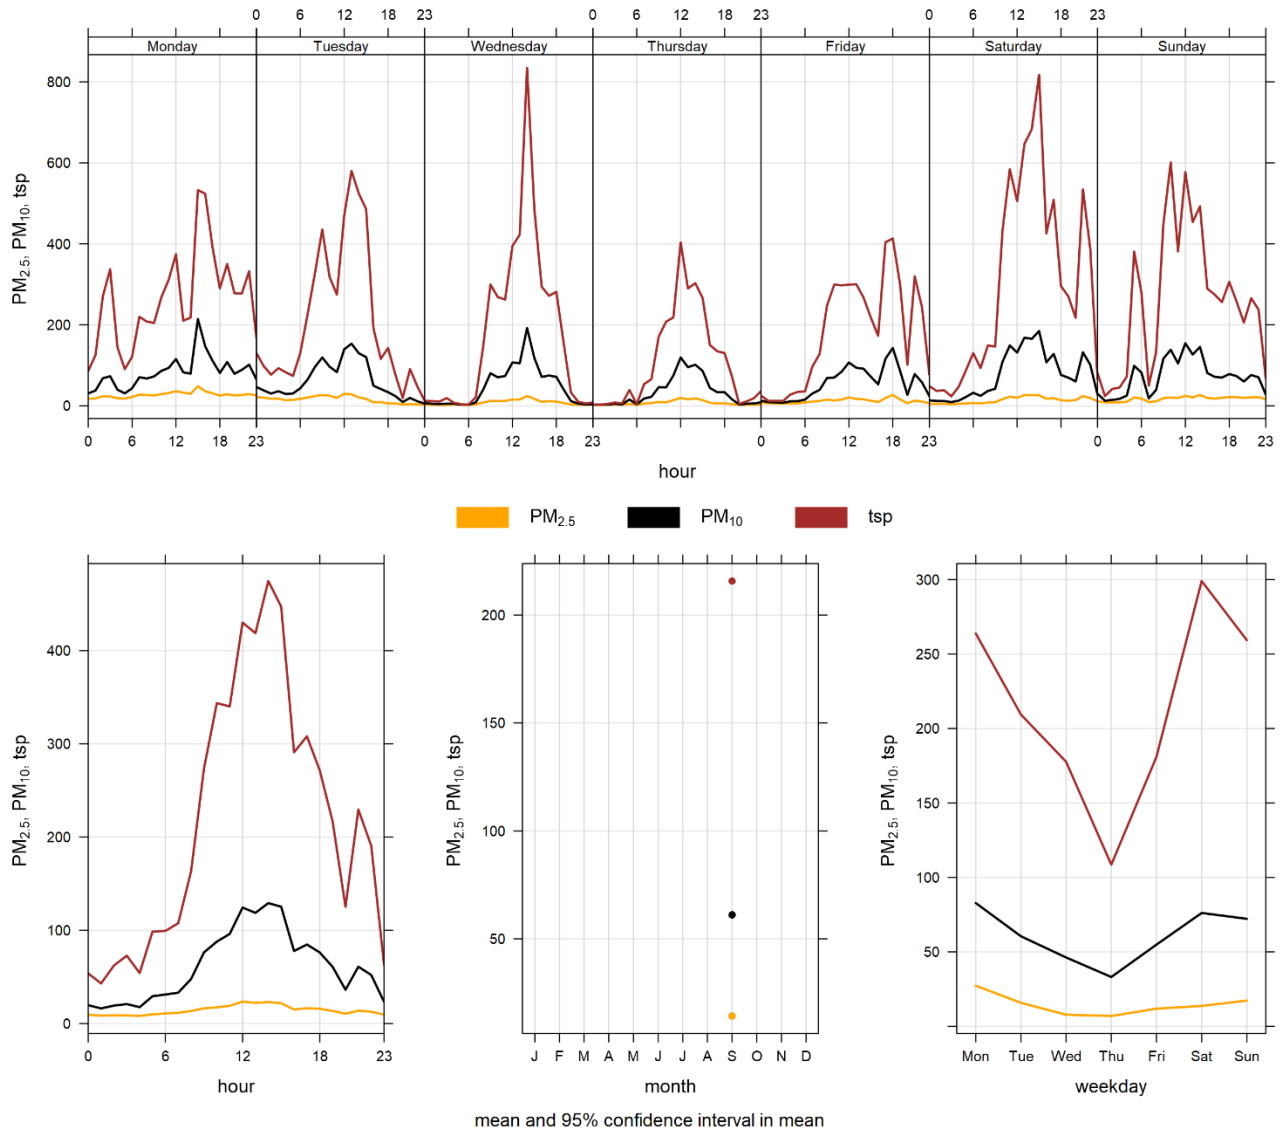 0 6 12 18 23 0 6 12 18 23 0 6 12 18 23
Monday Tuesday Wednesday Thursday Friday Saturday Sunday
800
600
400
200
0
PM2.5, PM10, tsp
0 6 12 18 23 0 6 12 18 23 0 6 12 18 23 0 6 12 18 23
hour
PM2.5 PM10 tsp
400
300
200
100
0
PM2.5, PM10, tsp
0 6 12 18 23
hour
200
150
100
50
PM2.5, PM10, tsp
J F M A M J J A S O N D
month
300
250
200
150
100
50
PM2.5, PM10, tsp
Mon Tue Wed Thu Fri Sat Sun
weekday
mean and 95% confidence interval in mean